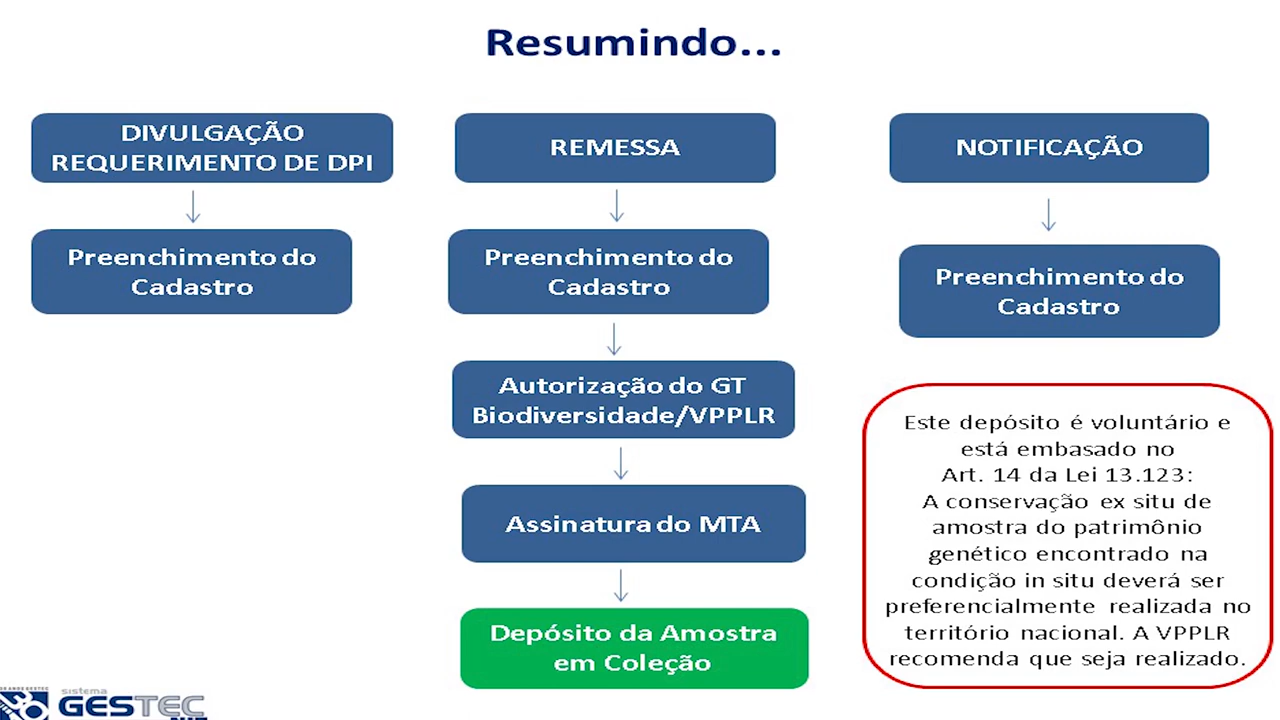 Resumindo...
DIVULGAÇÃO
REQUERIMENTO DE DPI
Preenchimento do
Cadastro
REMESSA
Preenchimento do
Cadastro
Autorização do GT
Biodiversidade/VPPLR
Assinatura do MTA
Depósito da Amostra
em Coleção
NOTIFICAÇÃO
Preenchimento do
Cadastro
Este depósito é voluntário e
está embasado no
Art. 14 da Lei 13.123:
A conservação ex situ de
amostra do patrimônio
genético encontrado na
condição in situ deverá ser
preferencialmente realizada no
território nacional. A VPPLR
recomenda que seja realizado.
sistema
GESTEC